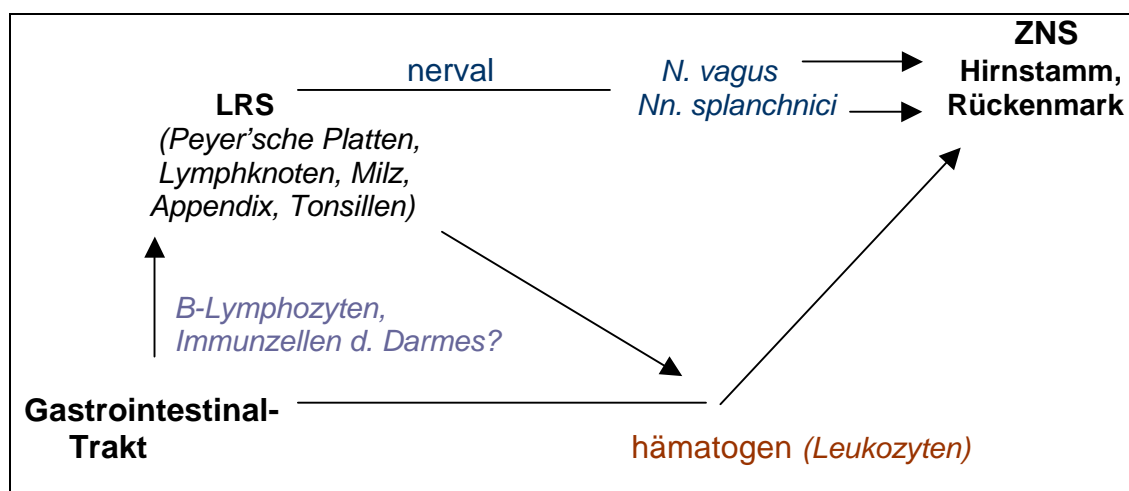 ZNS
Hirnstamm,
Rückenmark
nerval
N. vagus
Nn. splanchnici
LRS
(Peyer'sche Platten,
Lymphknoten, Milz,
Appendix, Tonsillen)
B-Lymphozyten,
Immunzellen d. Darmes?
Gastrointestinal-
Trakt
hämatogen (Leukozyten)